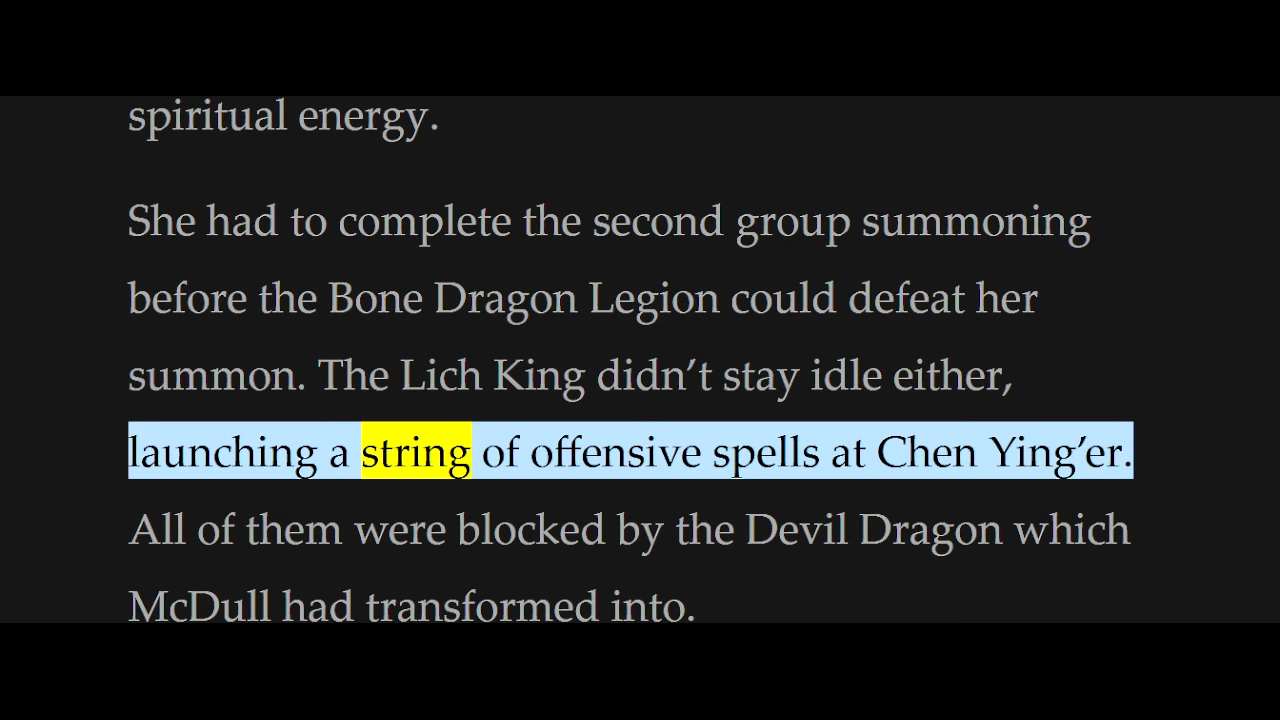 spiritual energy.
She had to complete the second group summoning
before the Bone Dragon Legion could defeat her
summon. The Lich King didn’t stay idle either,
launching a string of offensive spells at Chen Ying’er.
All of them were blocked by the Devil Dragon which
McDull had transformed into.